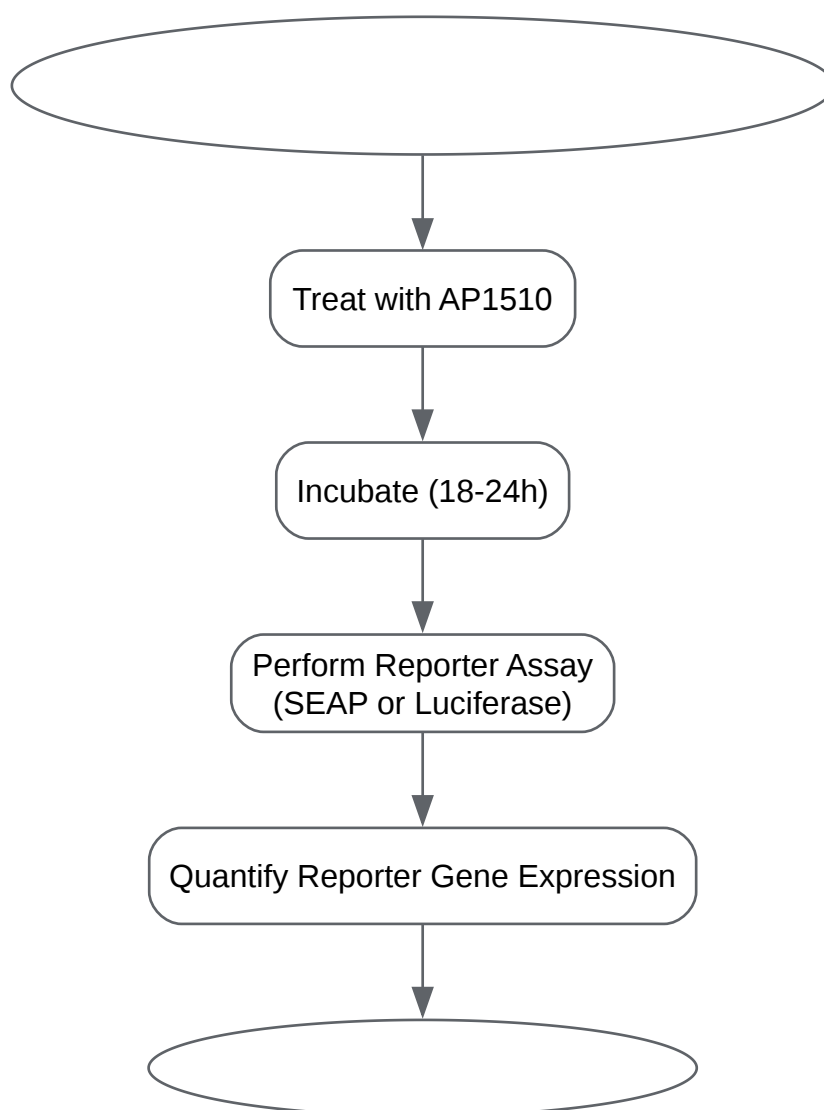 Treat with AP1510
Incubate (18-24h)
Perform Reporter Assay
(SEAP or Luciferase)
Quantify Reporter Gene Expression